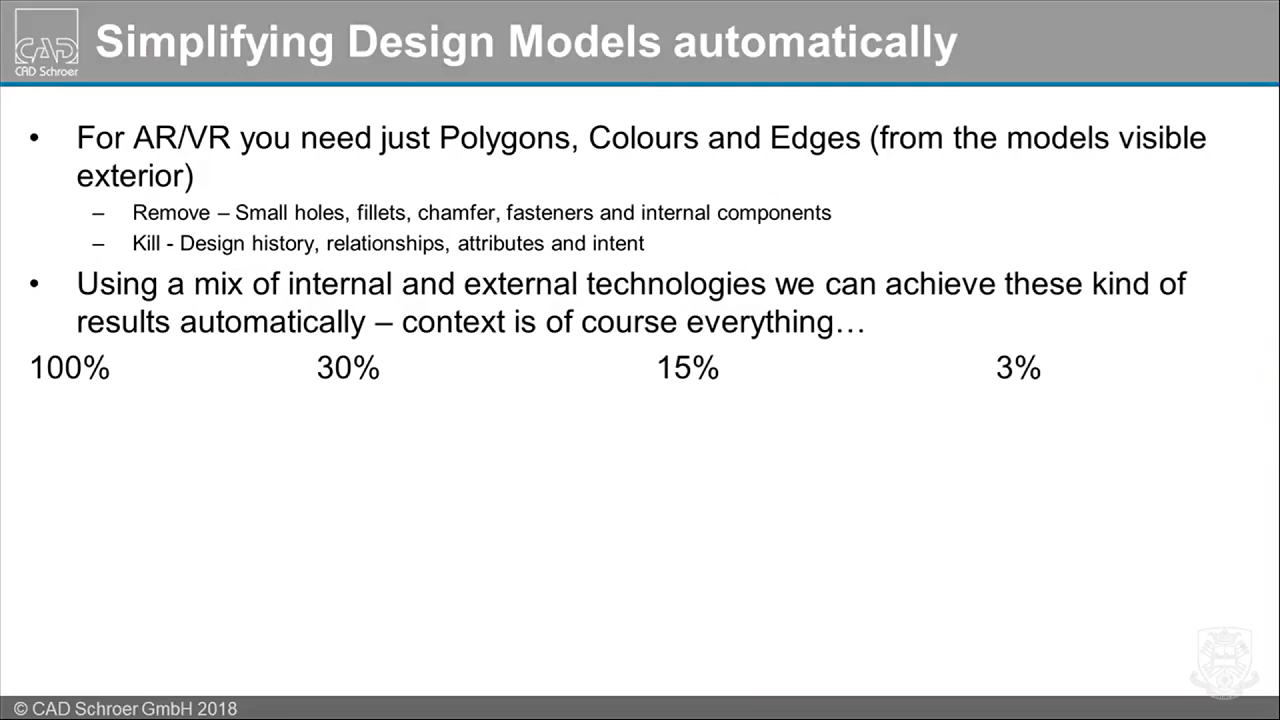 CAD
CAD Schroer
Simplifying Design Models automatically
• For AR/VR you need just Polygons, Colours and Edges (from the models visible
exterior)
– Remove – Small holes, fillets, chamfer, fasteners and internal components
– Kill - Design history, relationships, attributes and intent
• Using a mix of internal and external technologies we can achieve these kind of
results automatically – context is of course everything…
100% 30% 15% 3%
© CAD Schroer GmbH 2018